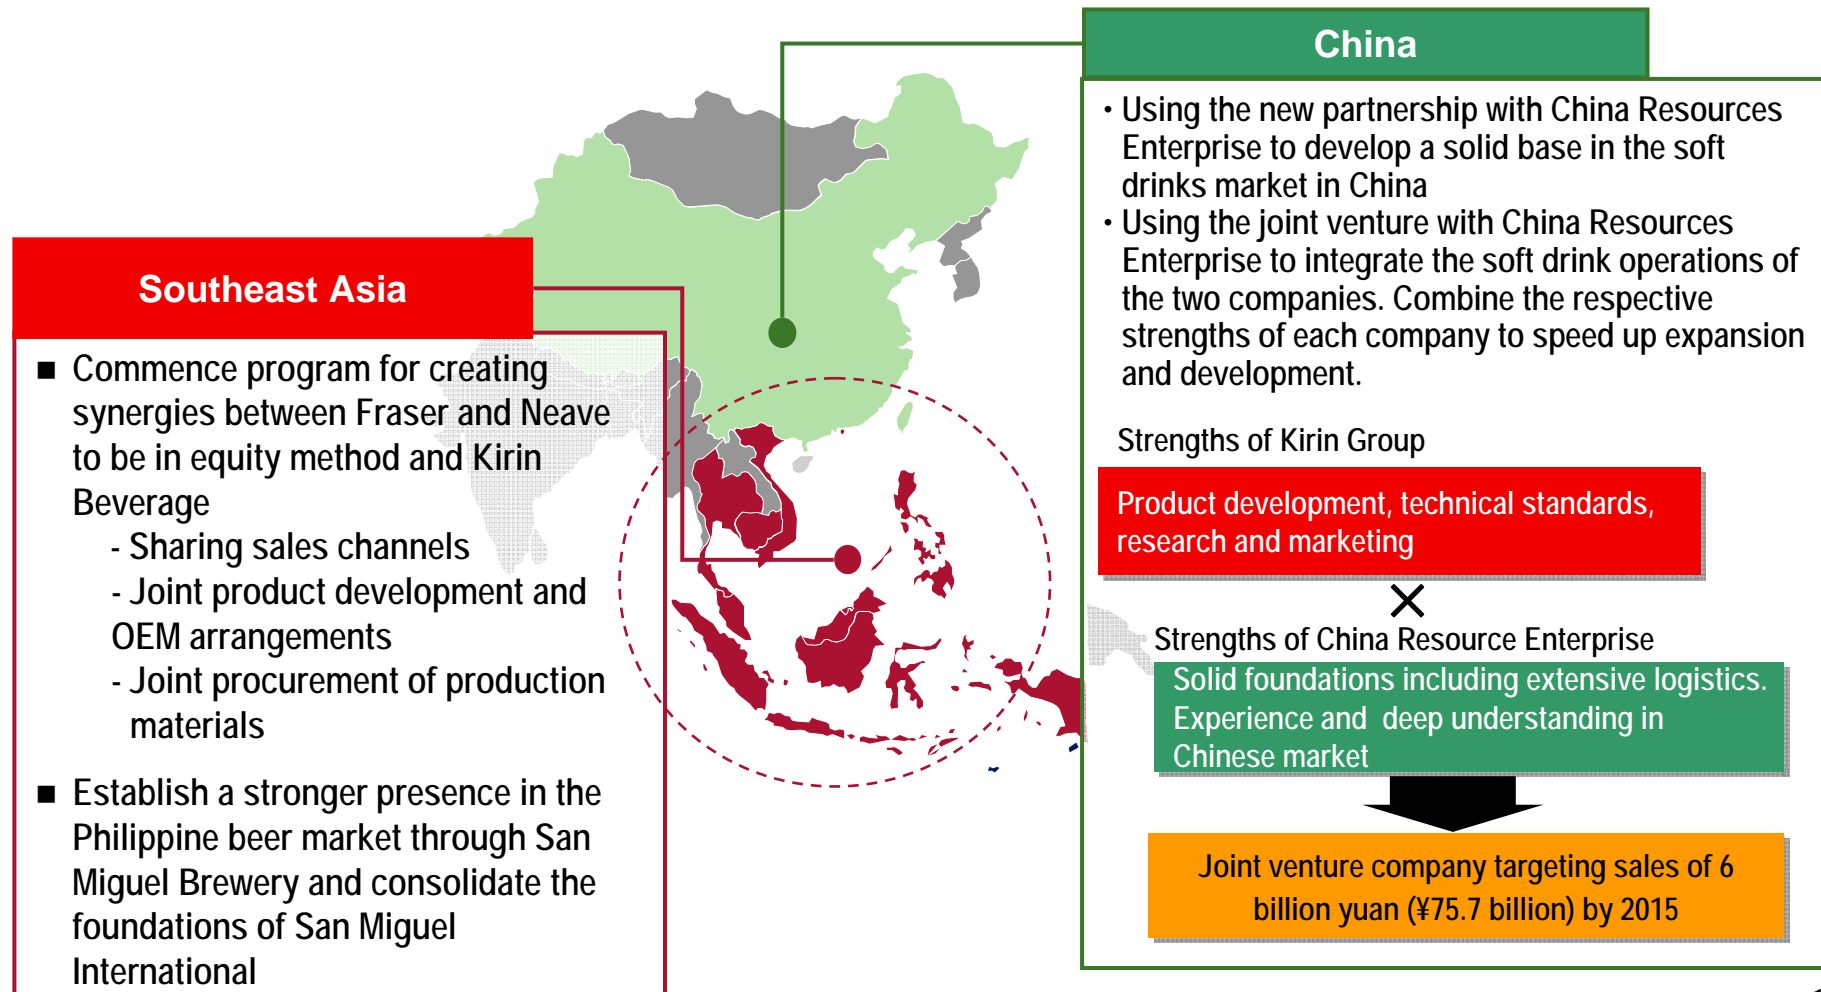 China
・Using the new partnership with China Resources
Enterprise to develop a solid base in the soft
drinks market in China
・Using the joint venture with China Resources
Enterprise to integrate the soft drink operations of
the two companies. Combine the respective
strengths of each company to speed up expansion
and development.
Strengths of Kirin Group
Product development, technical standards,
research and marketing
×
Strengths of China Resource Enterprise
Solid foundations including extensive logistics.
Experience and deep understanding in
Chinese market
Joint venture company targeting sales of 6
billion yuan (¥75.7 billion) by 2015
Southeast Asia
■ Commence program for creating
synergies between Fraser and Neave
to be in equity method and Kirin
Beverage
- Sharing sales channels
- Joint product development and
OEM arrangements
- Joint procurement of production
materials
■ Establish a stronger presence in the
Philippine beer market through San
Miguel Brewery and consolidate the
foundations of San Miguel
International